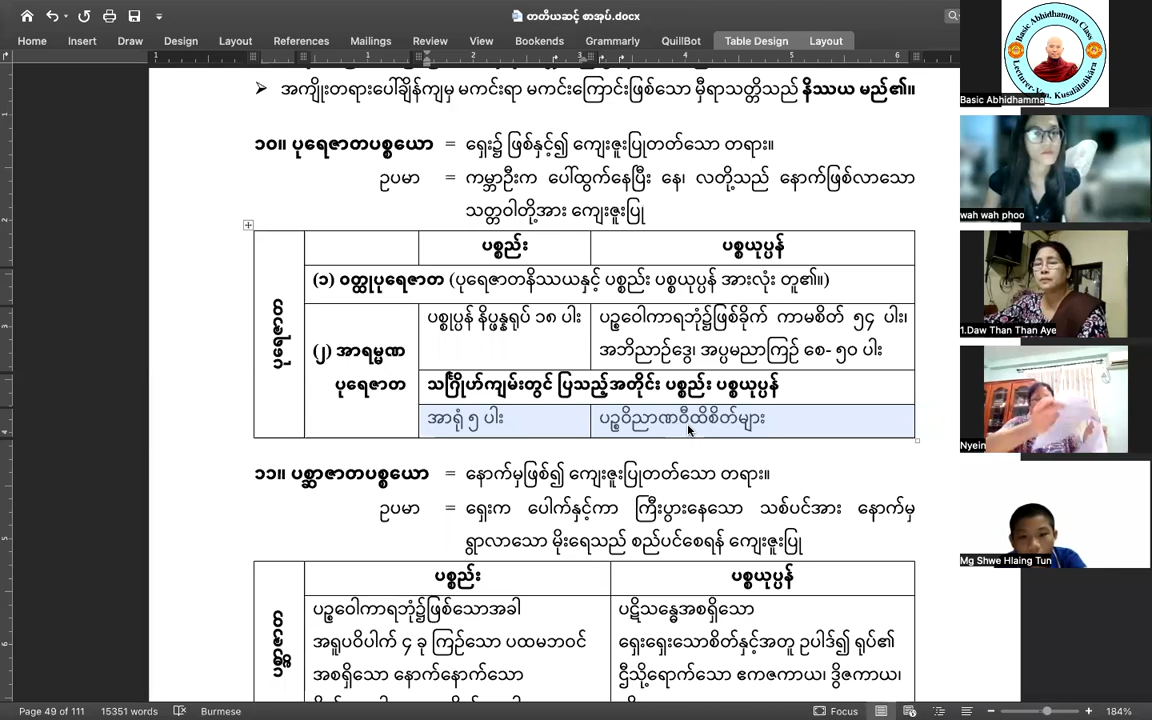 တတိယဆင့် စာအုပ်.docx
Home Insert Draw Design Layout References Mailings Review View Bookends Grammarly QuillBot Table Design Layout
➢ အကျိုးတရားပေါ်ချိန်ကျမှ မကင်းရာ မကင်းကြောင်းဖြစ်သော မှီရာသတ္တိသည် နိဿယ မည်၏။
၁၀။ ပုရေဇာတပစ္စယော = ရှေး၌ ဖြစ်နှင့်၍ ကျေးဇူးပြုတတ်သော တရား။
ဥပမာ = ကမ္ဘာဦးက ပေါ်ထွက်နေပြီး နေ၊ လတို့သည် နောက်ဖြစ်လာသော
သတ္တဝါတို့အား ကျေးဇူးပြု
ပုရေဇာတ
ပစ္စည်း ပစ္စယုပ္ပန်
(၁) ဝတ္ထုပုရေဇာတ (ပုရေဇာတနိဿယနှင့် ပစ္စည်း ပစ္စယုပ္ပန် အားလုံး တူ၏။)
(၂) အာရမ္မဏ
ပုရေဇာတ
ပစ္စုပ္ပန် နိပ္ဖန္နရုပ် ၁၈ ပါး
ပဉ္စဝေါကာရဘုံ၌ဖြစ်ခိုက် ကာမစိတ် ၅၄ ပါး၊
အဘိညာဉ်ဒွေ၊ အပ္ပမညာကြဉ် စေ- ၅၀ ပါး
သင်္ဂြိုဟ်ကျမ်းတွင် ပြသည့်အတိုင်း ပစ္စည်း ပစ္စယုပ္ပန်
အာရုံ ၅ ပါး ပဉ္စဝိညာဏဝီထိစိတ်များ
၁၁။ ပစ္ဆာဇာတပစ္စယော = နောက်မှဖြစ်၍ ကျေးဇူးပြုတတ်သော တရား။
ဥပမာ = ရှေးက ပေါက်နှင့်ကာ ကြီးပွားနေသော သစ်ပင်အား နောက်မှ
ရွာလာသော မိုးရေသည် စည်ပင်စေရန် ကျေးဇူးပြု
ပစ္စည်း ပစ္စယုပ္ပန်
ပဉ္စဝေါကာရဘုံ၌ဖြစ်သောအခါ
အရူပဝိပါက် ၄ ခု ကြဉ်သော ပထမဘဝင်
အစရှိသော နောက်နောက်သော
ပဋိသန္ဓေအစရှိသော
ရှေးရှေးသောစိတ်နှင့်အတူ ဥပါဒ်၍ ရုပ်၏
ဌီသို့ရောက်သော ဧကဇကာယ၊ ဒွိဇကာယ၊
Page 49 of 111 15351 words Burmese Focus 184%
Basic Abhidhamma Class
Lecturer-Ven. Kusalālaṅkāra
Basic Abhidhamma
wah wah phoo
1.Daw Than Than Aye
Nyein
Mg Shwe Hlaing Tun